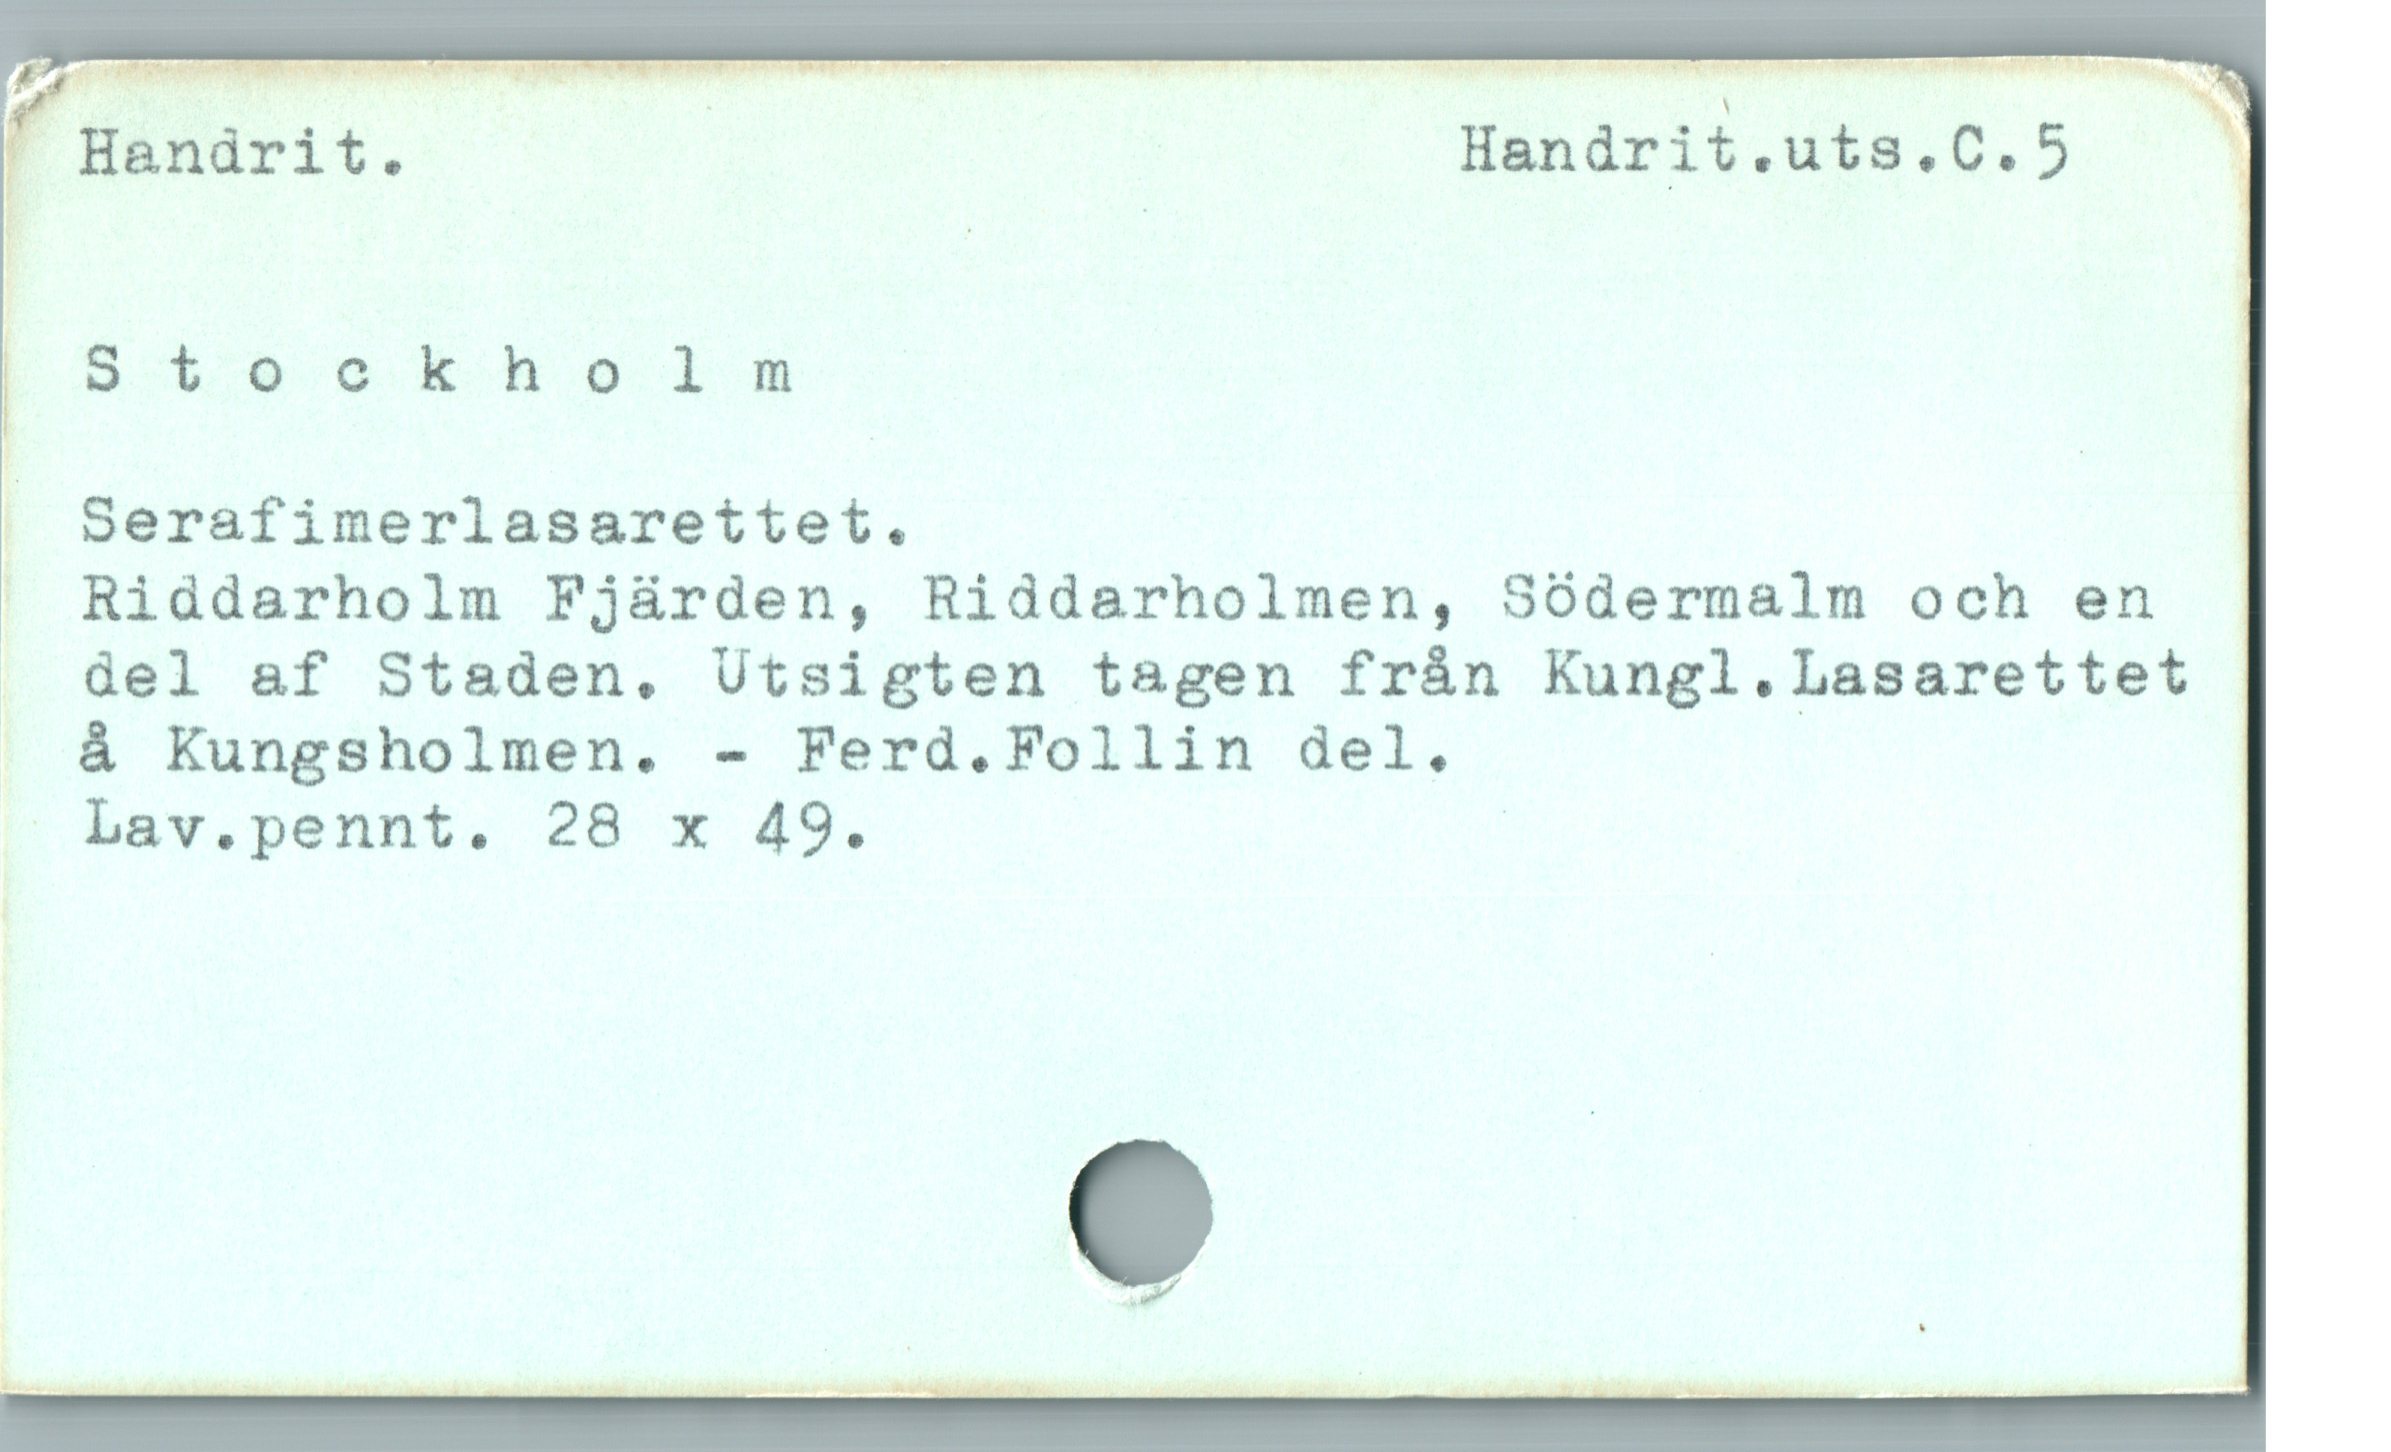 Handrit. Handrit.uts.C.5
S t o c k h o l m
Serafimerlasarettet.
Riddarholm Fjärden, Riddarholmen, Södermalm och en
del af Staden. Utsigten tagen från Kungl.Lasarettet
å Kungsholmen. - Ferd.Follin del.
Lav.pennt. 28 x 49.